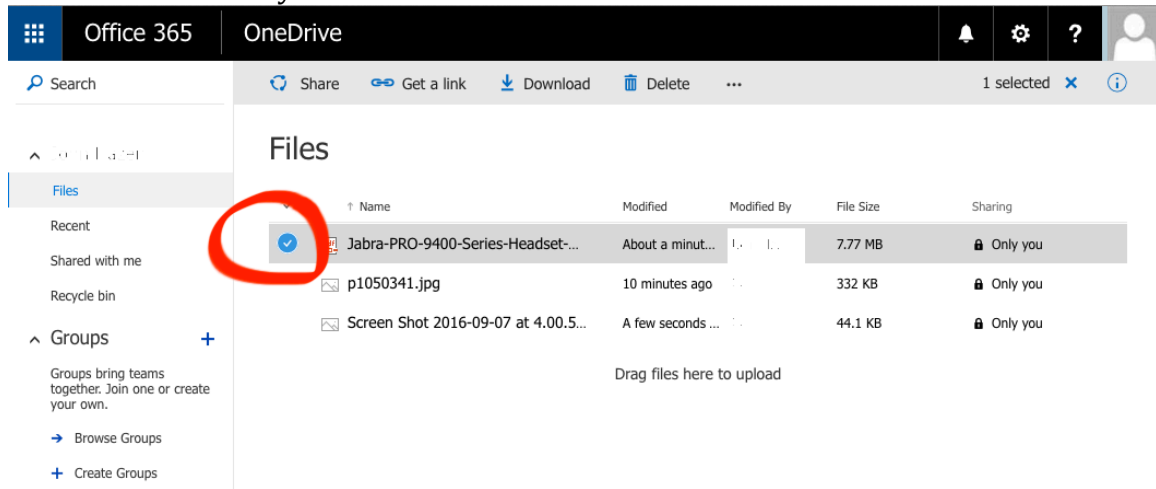 Office 365 OneDrive ?
Search Share Get a link Download Delete ... 1 selected
Files
Files
Recent
Shared with me
Recycle bin
Groups +
Groups bring teams
together. Join one or create
your own.
Browse Groups
+ Create Groups
↑ Name Modified Modified By File Size Sharing
Jabra-PRO-9400-Series-Headset-... About a minut... 7.77 MB Only you
p1050341.jpg 10 minutes ago 332 KB Only you
Screen Shot 2016-09-07 at 4.00.5... A few seconds ... 44.1 KB Only you
Drag files here to upload